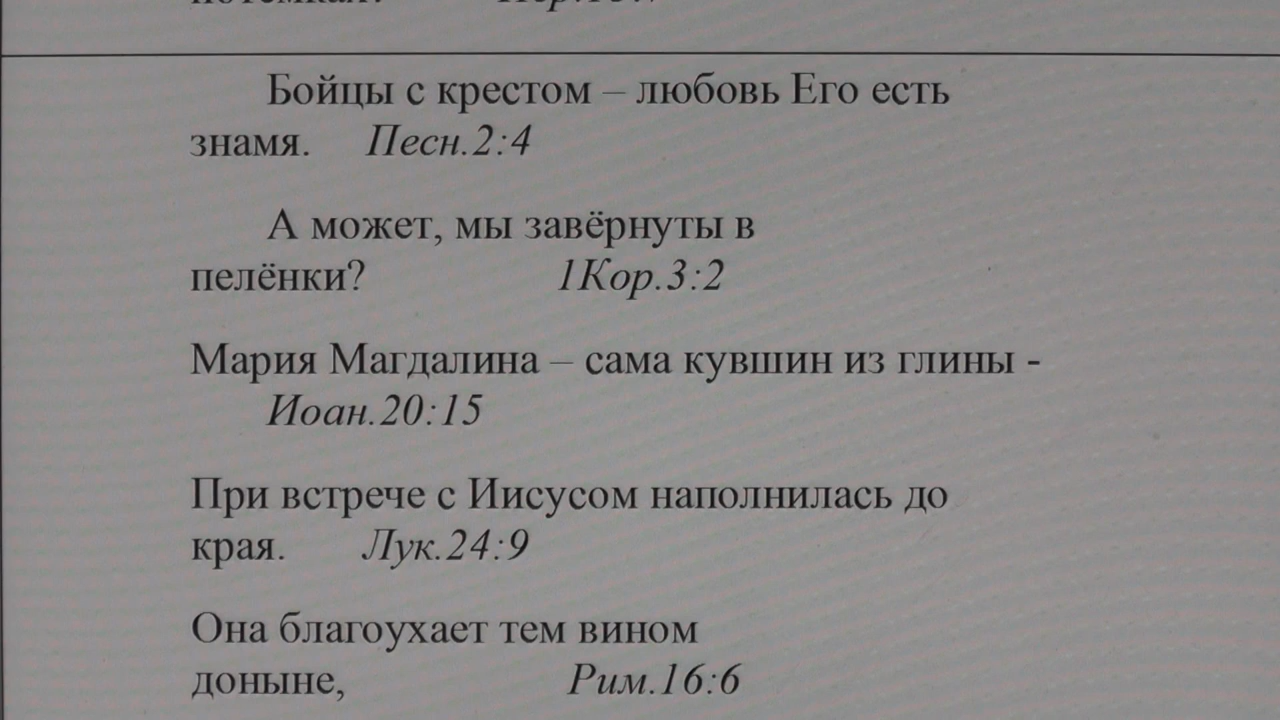 Бойцы с крестом – любовь Его есть
знамя. Песн.2:4
А может, мы завёрнуты в
пелёнки? 1Кор.3:2
Мария Магдалина – сама кувшин из глины -
Иоан.20:15
При встрече с Иисусом наполнилась до
края. Лук.24:9
Она благоухает тем вином
доныне, Рим.16:6